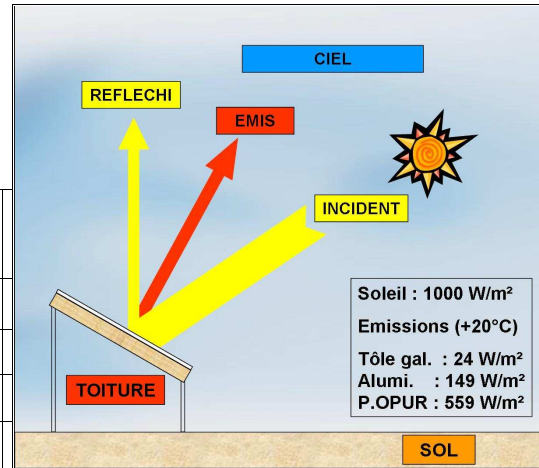 CIEL
REFLECHI
EMIS
INCIDENT
Soleil : 1000 W/m²
Emissions (+20°C)
Tôle gal. : 24 W/m²
Alumi. : 149 W/m²
P.OPUR : 559 W/m²
TOITURE
SOL